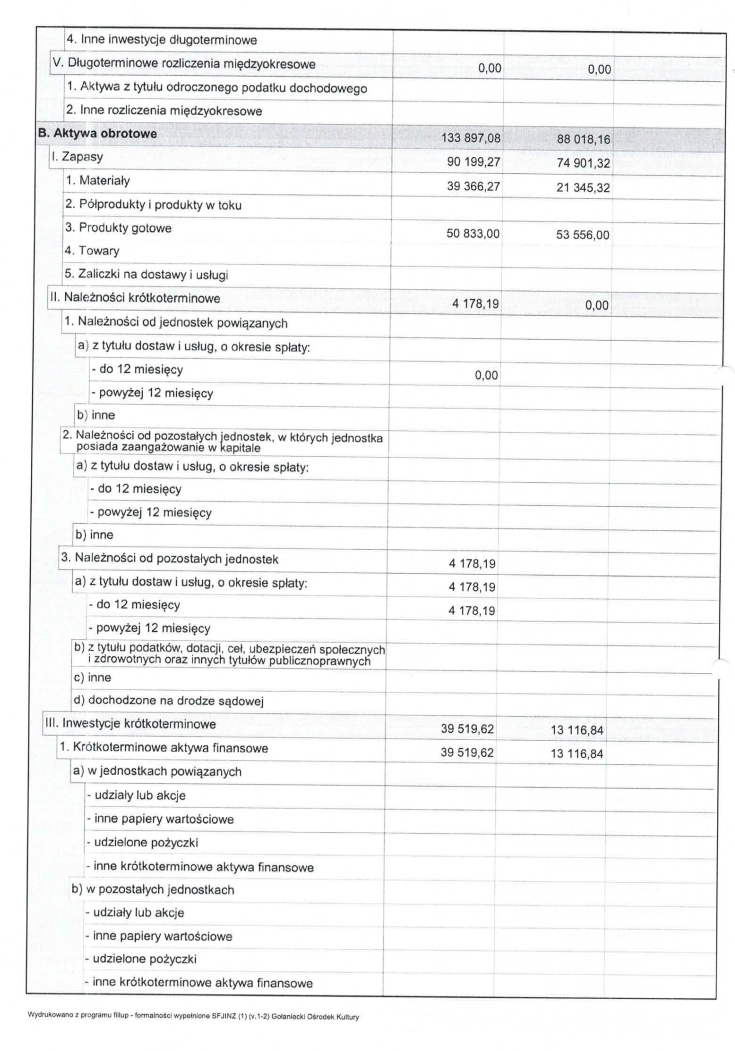 4. Inne inwestycje długoterminowe
V. Długoterminowe rozliczenia międzyokresowe 0,00 0,00
1. Aktywa z tytułu odroczonego podatku dochodowego
2. Inne rozliczenia międzyokresowe
B. Aktywa obrotowe 133 897,08 88 018,16
I. Zapasy 90 199,27 74 901,32
1. Materiały 39 366,27 21 345,32
2. Półprodukty i produkty w toku
3. Produkty gotowe 50 833,00 53 556,00
4. Towary
5. Zaliczki na dostawy i usługi
II. Należności krótkoterminowe 4 178,19 0,00
1. Należności od jednostek powiązanych
a) z tytułu dostaw i usług, o okresie spłaty:
- do 12 miesięcy 0,00
- powyżej 12 miesięcy
b) inne
2. Należności od pozostałych jednostek, w których jednostka
posiada zaangażowanie w kapitale
a) z tytułu dostaw i usług, o okresie spłaty:
- do 12 miesięcy
- powyżej 12 miesięcy
b) inne
3. Należności od pozostałych jednostek 4 178,19
a) z tytułu dostaw i usług, o okresie spłaty: 4 178,19
- do 12 miesięcy 4 178,19
- powyżej 12 miesięcy
b) z tytułu podatków, dotacji, ceł, ubezpieczeń społecznych
i zdrowotnych oraz innych tytułów publicznoprawnych
c) inne
d) dochodzone na drodze sądowej
III. Inwestycje krótkoterminowe 39 519,62 13 116,84
1. Krótkoterminowe aktywa finansowe 39 519,62 13 116,84
a) w jednostkach powiązanych
- udziały lub akcje
- inne papiery wartościowe
- udzielone pożyczki
- inne krótkoterminowe aktywa finansowe
b) w pozostałych jednostkach
- udziały lub akcje
- inne papiery wartościowe
- udzielone pożyczki
- inne krótkoterminowe aktywa finansowe
Wydrukowano z programu fillup - formalności wypełnione SFJINZ (1) (v.1-2) Gołaniecki Ośrodek Kultury